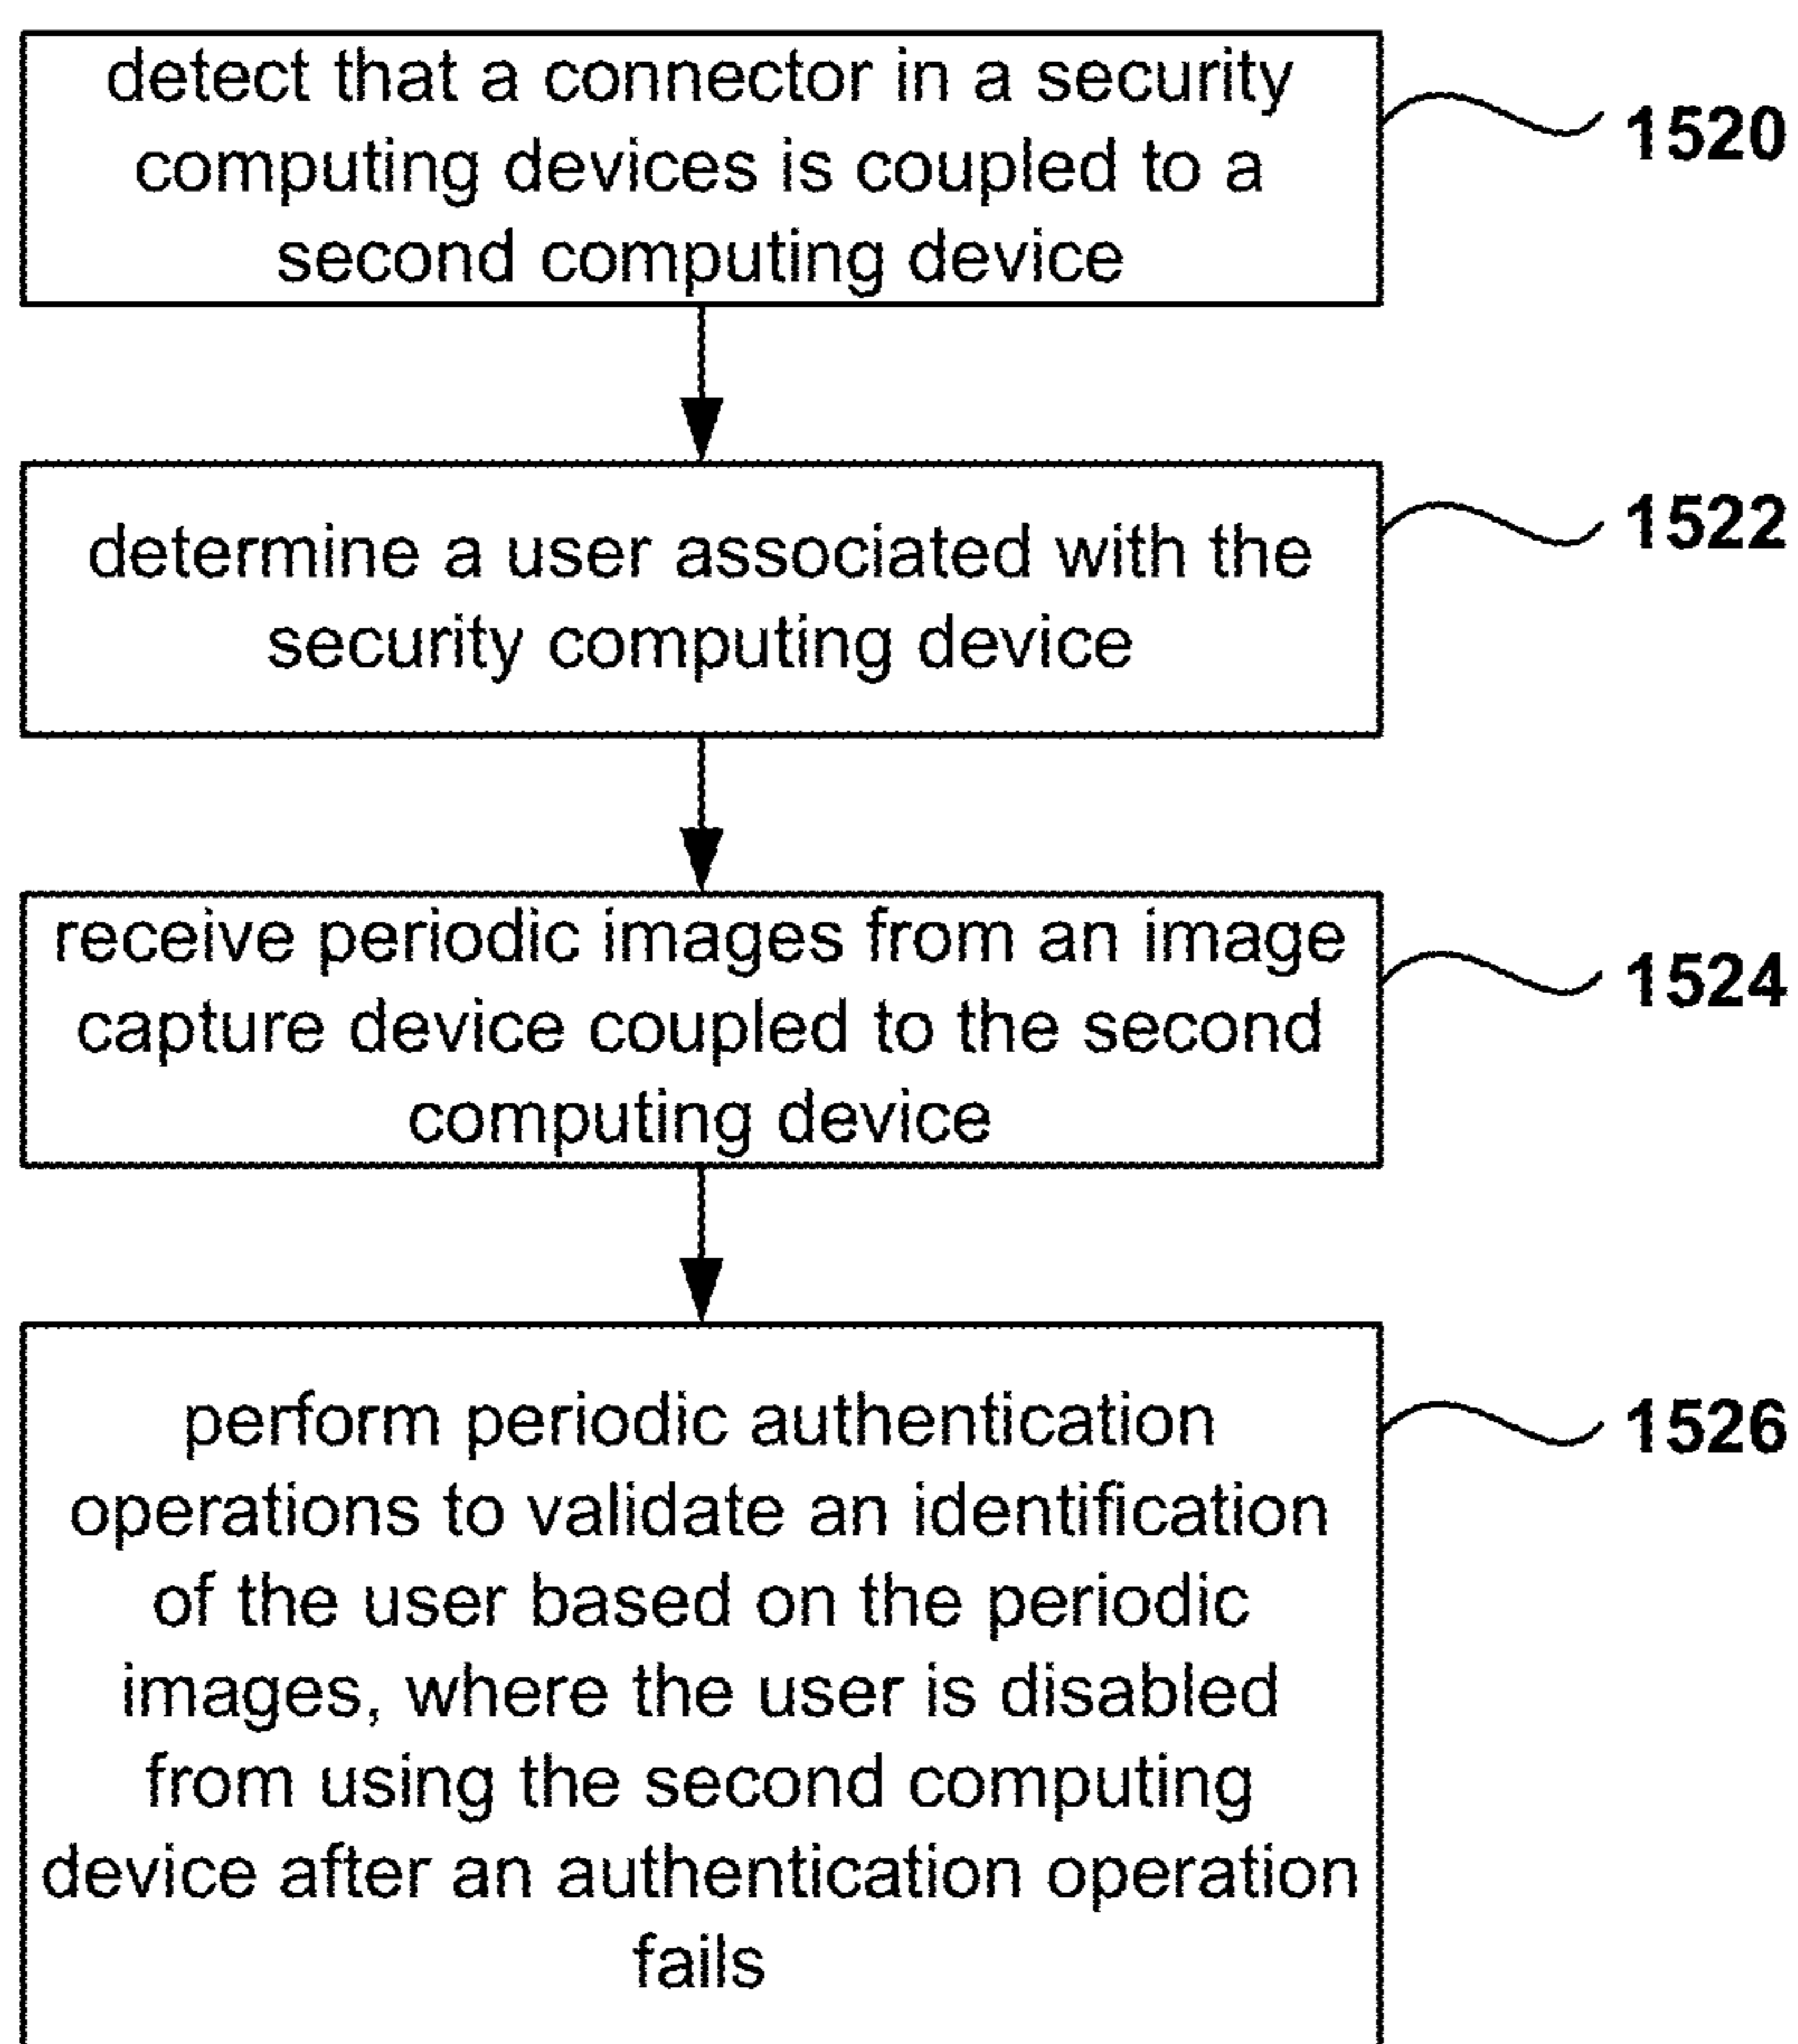 detect that a connector in a security
computing devices is coupled to a
second computing device
1520
determine a user associated with the
security computing device
1522
receive periodic images from an image
capture device coupled to the second
computing device
1524
perform periodic authentication
operations to validate an identification
of the user based on the periodic
images, where the user is disabled
from using the second computing
device after an authentication operation
fails
1526